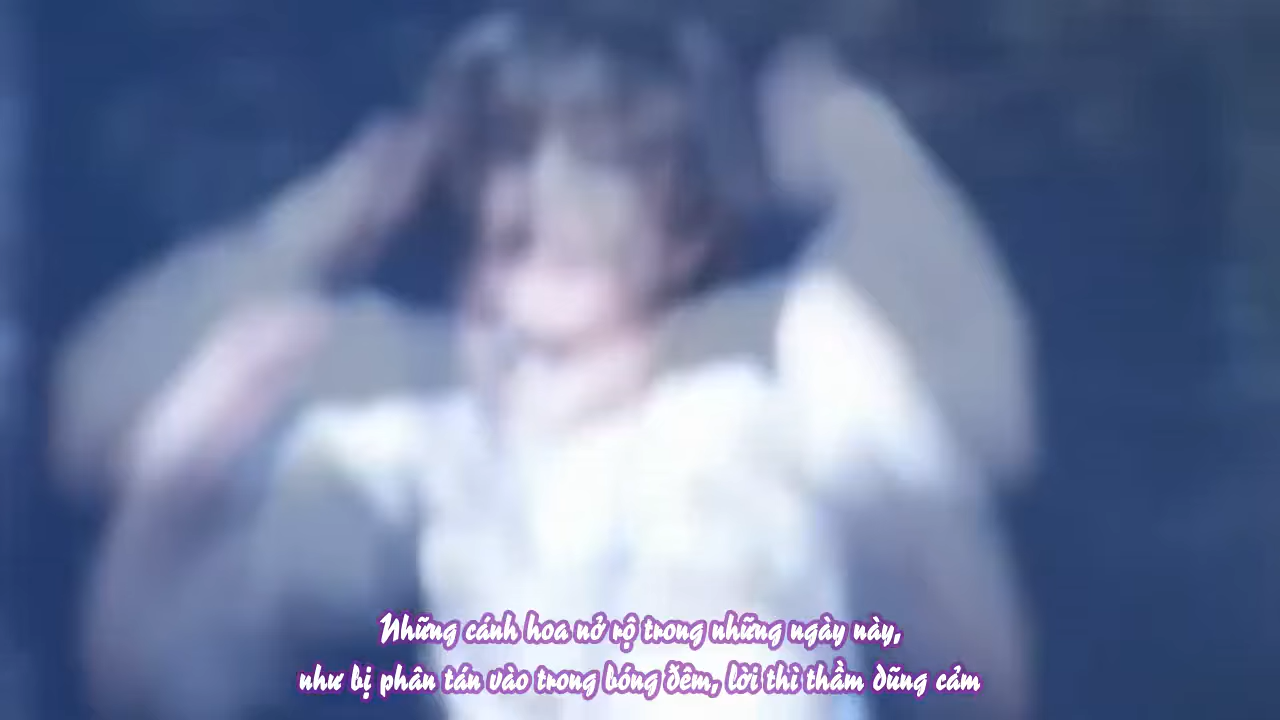 Những cánh hoa nở rộ trong những ngày này,
như bị phân tán vào trong bóng đêm, lời thì thầm dũng cảm